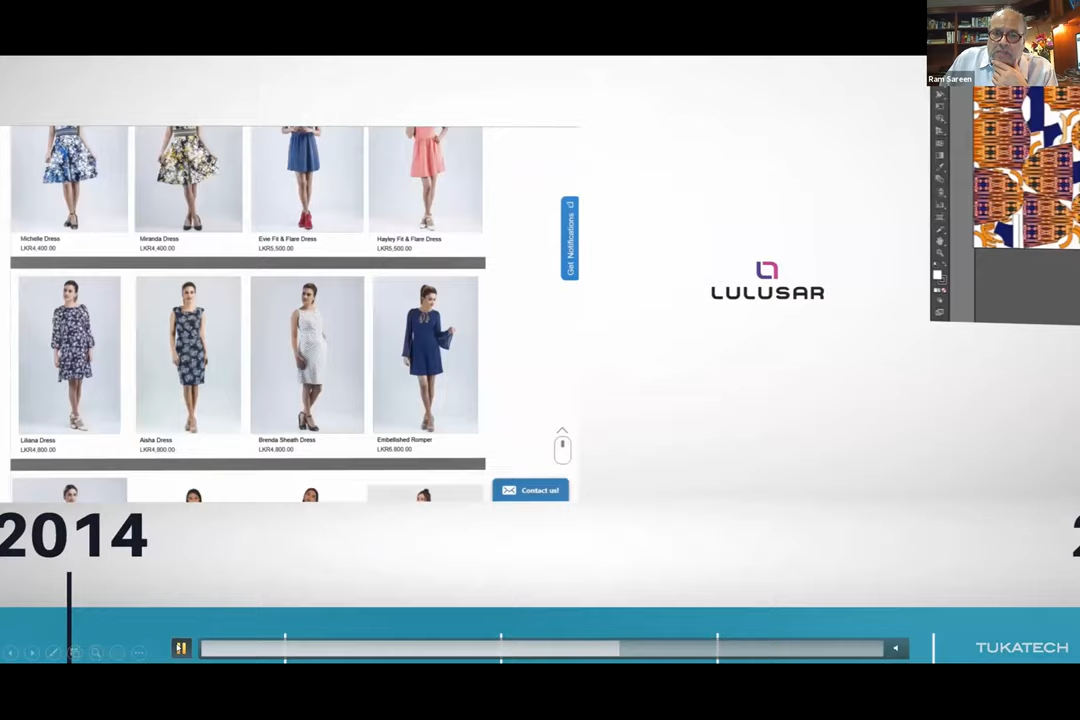 Ram Sareen
Michelle Dress
LKR4,400.00
Miranda Dress
LKR4,400.00
Evie Fit & Flare Dress
LKR5,500.00
Hayley Fit & Flare Dress
LKR5,500.00
Get Notifications
LULUSAR
Liliana Dress
LKR4,800.00
Aisha Dress
LKR4,800.00
Brenda Sheath Dress
LKR4,800.00
Embellished Romper
LKR6,800.00
Contact us!
2014
TUKATECH